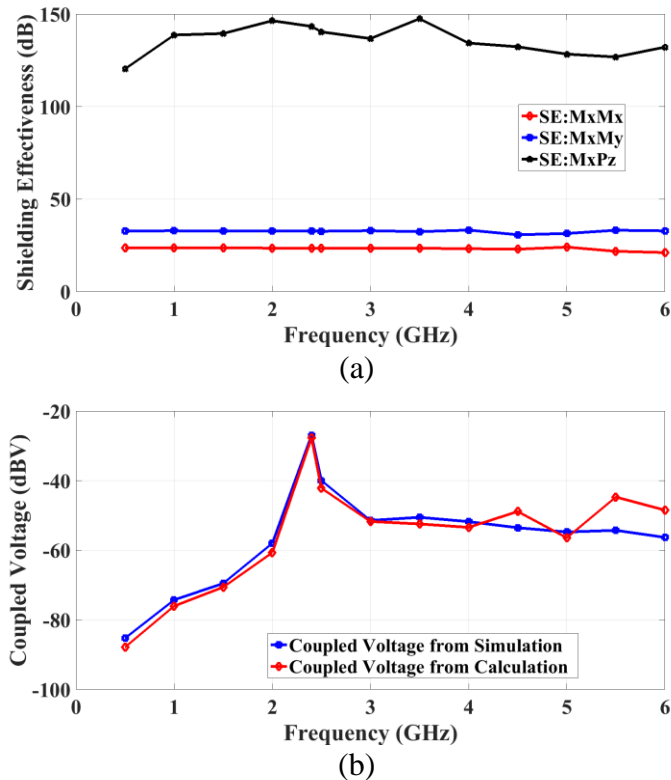 150
100
50
0
Shielding Effectiveness (dB)
SE:MxMx
SE:MxMy
SE:MxPz
0 1 2 3 4 5 6
Frequency (GHz)
(a)
-20
-40
-60
-80
-100
Coupled Voltage (dBV)
Coupled Voltage from Simulation
Coupled Voltage from Calculation
0 1 2 3 4 5 6
Frequency (GHz)
(b)